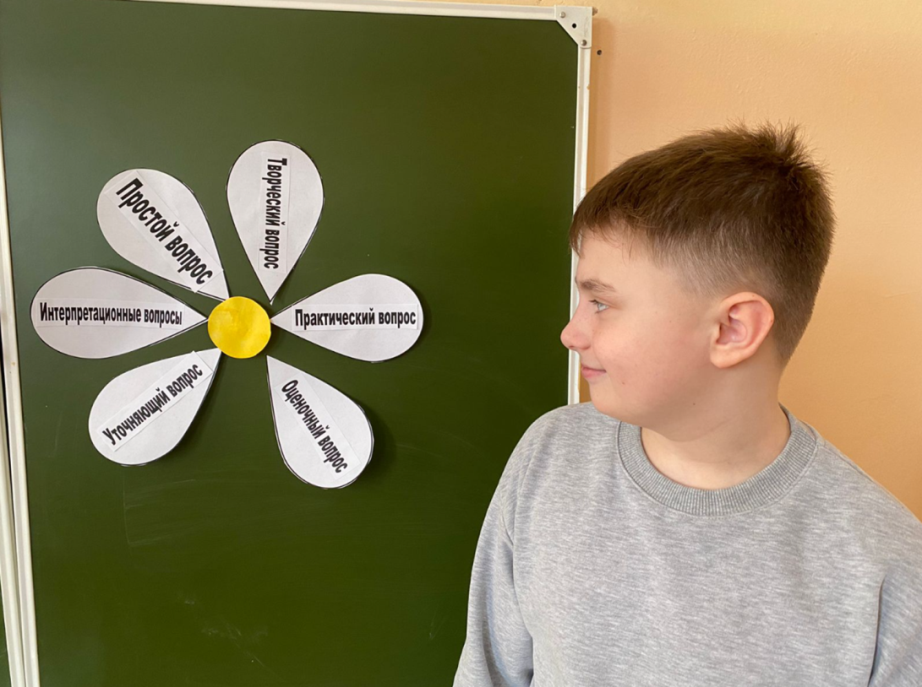 Творческий вопрос
Простой вопрос
Интерпретационные вопросы
Практический вопрос
Уточняющий вопрос
Оценочный вопрос